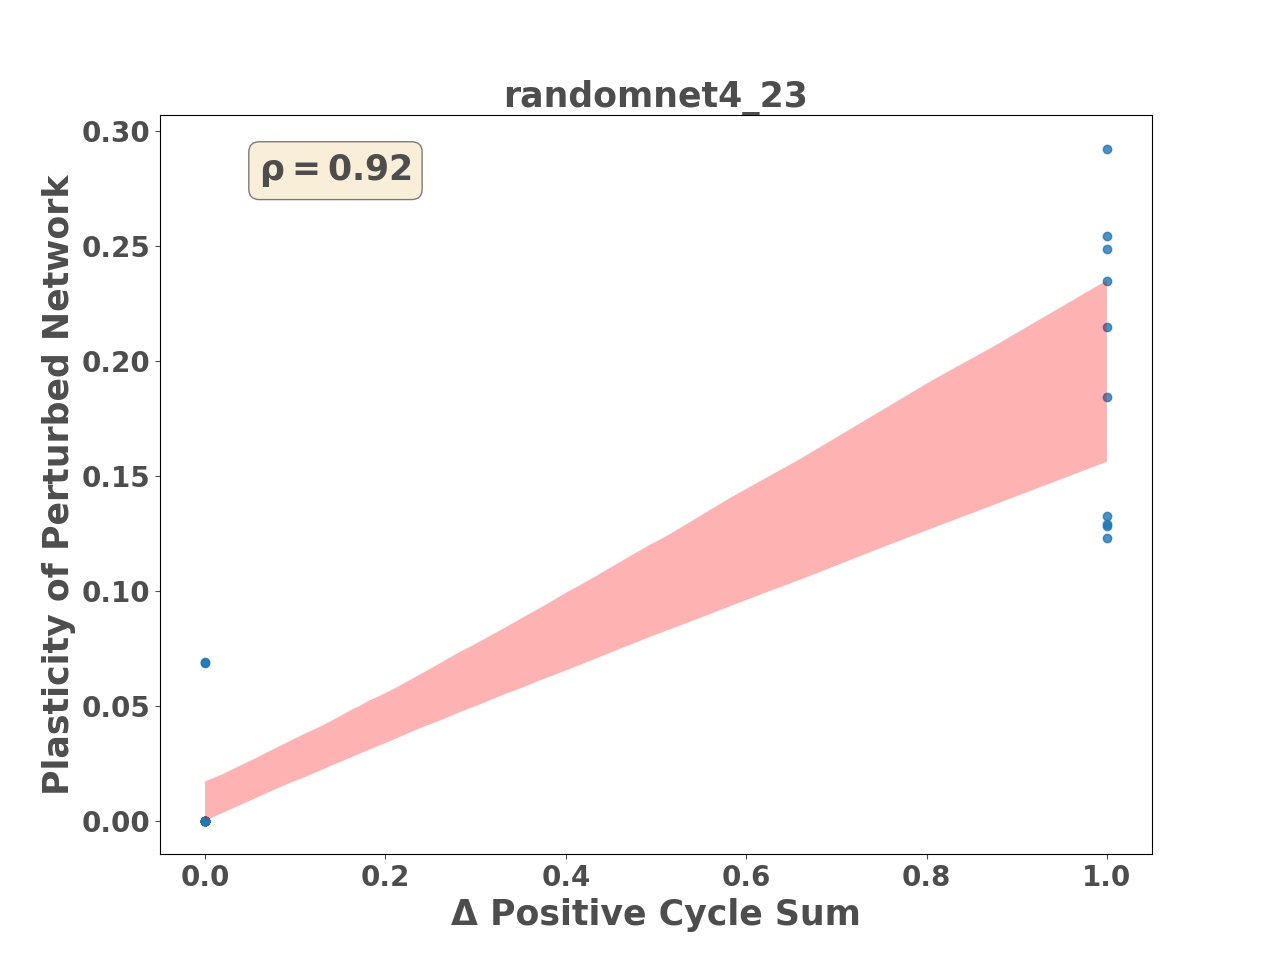 randomnet4_23
ρ = 0.92
Plasticity of Perturbed Network
0.30
0.25
0.20
0.15
0.10
0.05
0.00
0.0 0.2 0.4 0.6 0.8 1.0
Δ Positive Cycle Sum